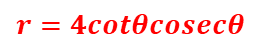 r = 4cotθcosecθ